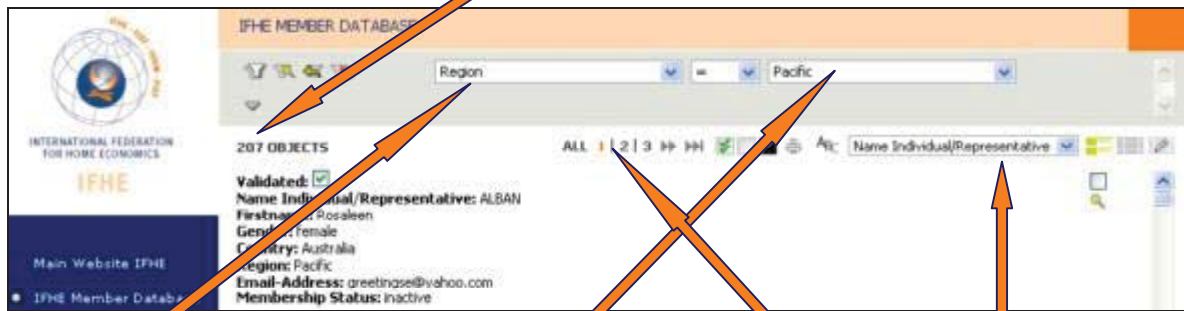 IFHE MEMBER DATABASE
Region = Pacific
INTERNATIONAL FEDERATION
FOR HOME ECONOMICS
IFHE
207 OBJECTS ALL 1 | 2 | 3 Name Individual/Representative
Validated:
Name Individual/Representative: ALBAN
Firstname: Rosaleen
Gender: female
Country: Australia
Region: Pacific
Email-Address: greetingse@yahoo.com
Membership Status: inactive
Main Website IFHE
IFHE Member Database